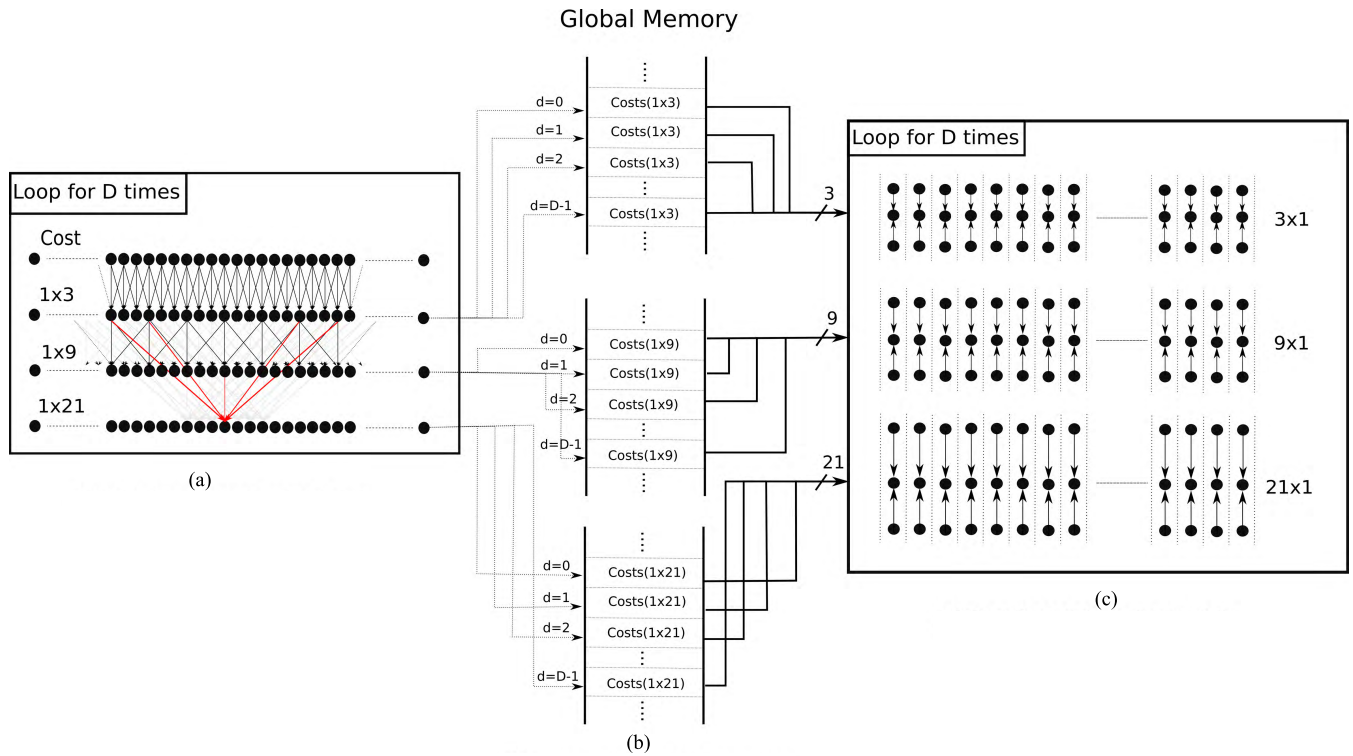 Global Memory
Loop for D times
Cost
1x3
1x9
1x21
(a)
d=0
d=1
d=2
d=D-1
Costs(1x3)
Costs(1x3)
Costs(1x3)
Costs(1x3)
d=0
d=1
d=2
d=D-1
Costs(1x9)
Costs(1x9)
Costs(1x9)
Costs(1x9)
d=0
d=1
d=2
d=D-1
Costs(1x21)
Costs(1x21)
Costs(1x21)
Costs(1x21)
(b)
3
9
21
Loop for D times
3x1
9x1
21x1
(c)